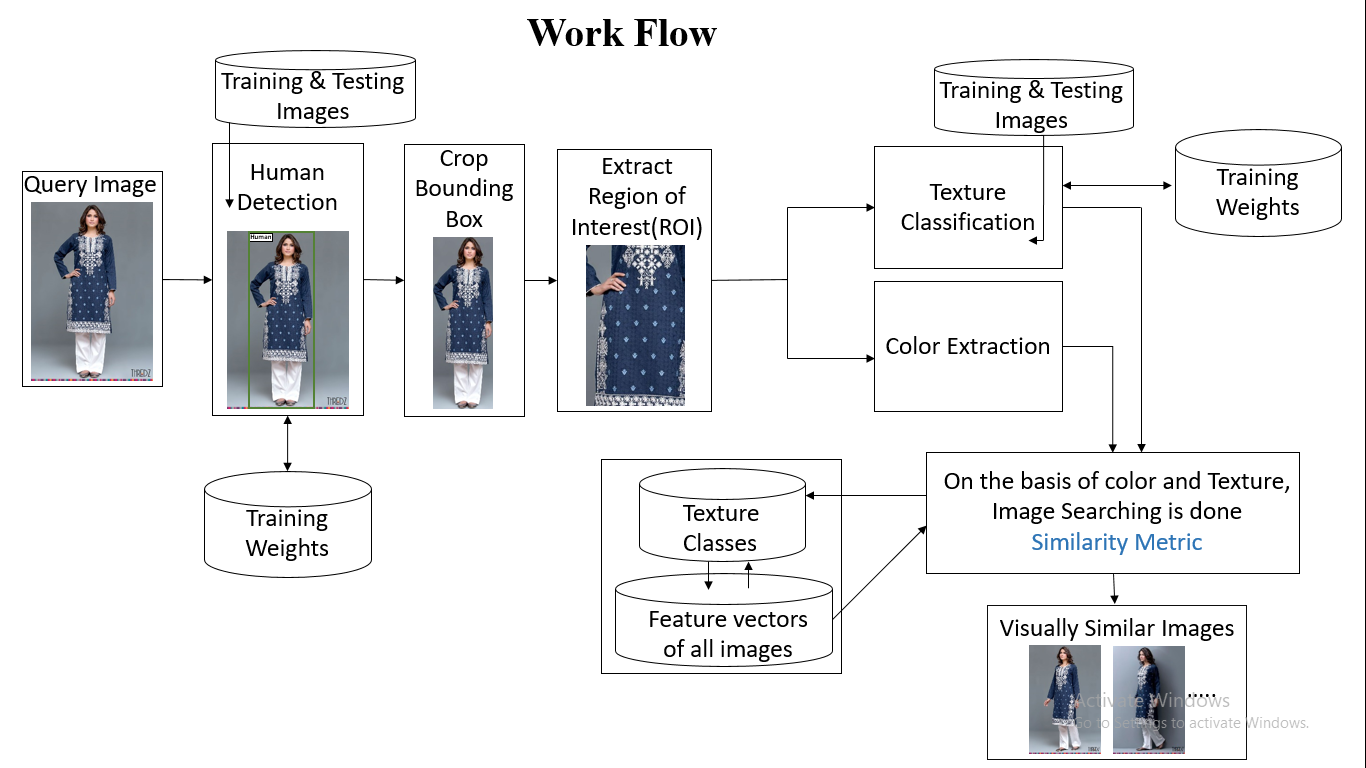 Work Flow
Training & Testing
Images
Training & Testing
Images
Query Image
Human
Detection
Human
THREDZ
THREDZ
Crop
Bounding
Box
Extract
Region of
Interest(ROI)
Texture
Classification
Training
Weights
Color Extraction
Training
Weights
Texture
Classes
Feature vectors
of all images
On the basis of color and Texture,
Image Searching is done
Similarity Metric
Visually Similar Images
.....
Activate Windows
Go to Settings to activate Windows.